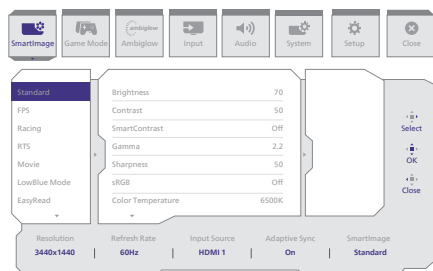 SmartImage
Game Mode
ambiglow
Ambiglow
Input
Audio
System
Setup
Close
Standard
FPS
Racing
RTS
Movie
LowBlue Mode
EasyRead
Brightness 70
Contrast 50
SmartContrast Off
Gamma 2.2
Sharpness 50
sRGB Off
Color Temperature 6500K
Select
OK
Close
Resolution Refresh Rate Input Source Adaptive Sync SmartImage
3440x1440 | 60Hz | HDMI 1 | On | Standard